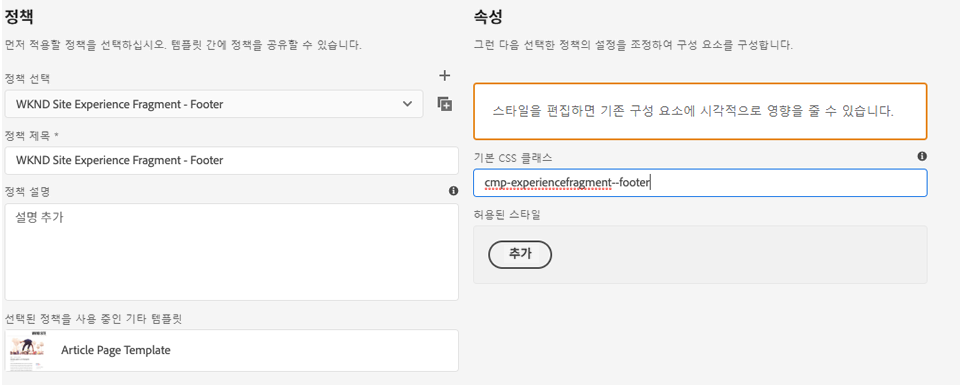 정책
먼저 적용할 정책을 선택하십시오. 템플릿 간에 정책을 공유할 수 있습니다.
정책 선택
WKND Site Experience Fragment - Footer
정책 제목 *
WKND Site Experience Fragment - Footer
정책 설명
설명 추가
선택된 정책을 사용 중인 기타 템플릿
Article Page Template
속성
그런 다음 선택한 정책의 설정을 조정하여 구성 요소를 구성합니다.
스타일을 편집하면 기존 구성 요소에 시각적으로 영향을 줄 수 있습니다.
기본 CSS 클래스
cmp-experiencefragment--footer
허용된 스타일
추가